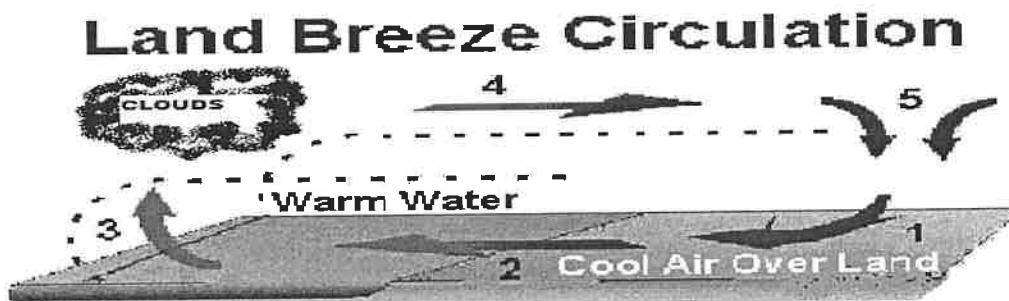 Land Breeze Circulation
CLOUDS
4
5
Warm Water
3
1
2
Cool Air Over Land